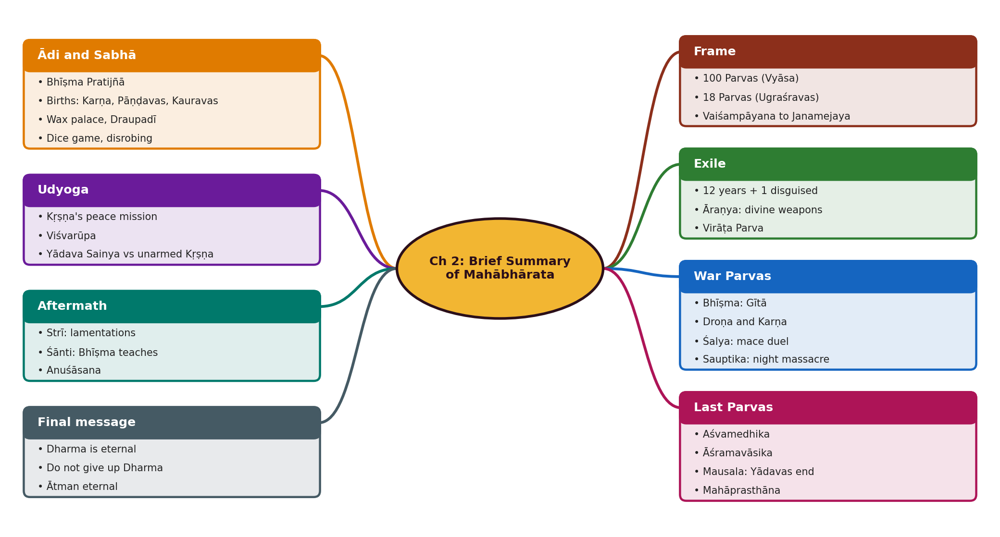 Ādi and Sabhā
• Bhīṣma Pratijñā
• Births: Karṇa, Pāṇḍavas, Kauravas
• Wax palace, Draupadī
• Dice game, disrobing
Udyoga
• Kṛṣṇa's peace mission
• Viśvarūpa
• Yādava Sainya vs unarmed Kṛṣṇa
Aftermath
• Strī: lamentations
• Śānti: Bhīṣma teaches
• Anuśāsana
Final message
• Dharma is eternal
• Do not give up Dharma
• Ātman eternal
Ch 2: Brief Summary
of Mahābhārata
Frame
• 100 Parvas (Vyāsa)
• 18 Parvas (Ugraśravas)
• Vaiśampāyana to Janamejaya
Exile
• 12 years + 1 disguised
• Āraṇya: divine weapons
• Virāṭa Parva
War Parvas
• Bhīṣma: Gītā
• Droṇa and Karṇa
• Śalya: mace duel
• Sauptika: night massacre
Last Parvas
• Aśvamedhika
• Āśramavāsika
• Mausala: Yādavas end
• Mahāprasthāna